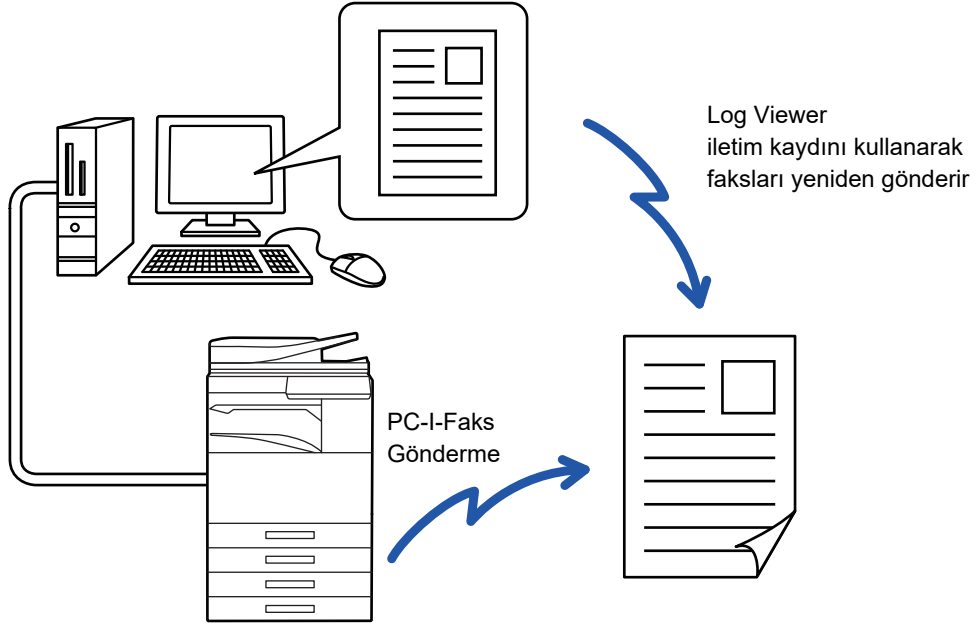 Log Viewer
iletim kaydını kullanarak
faksları yeniden gönderir
PC-I-Faks
Gönderme